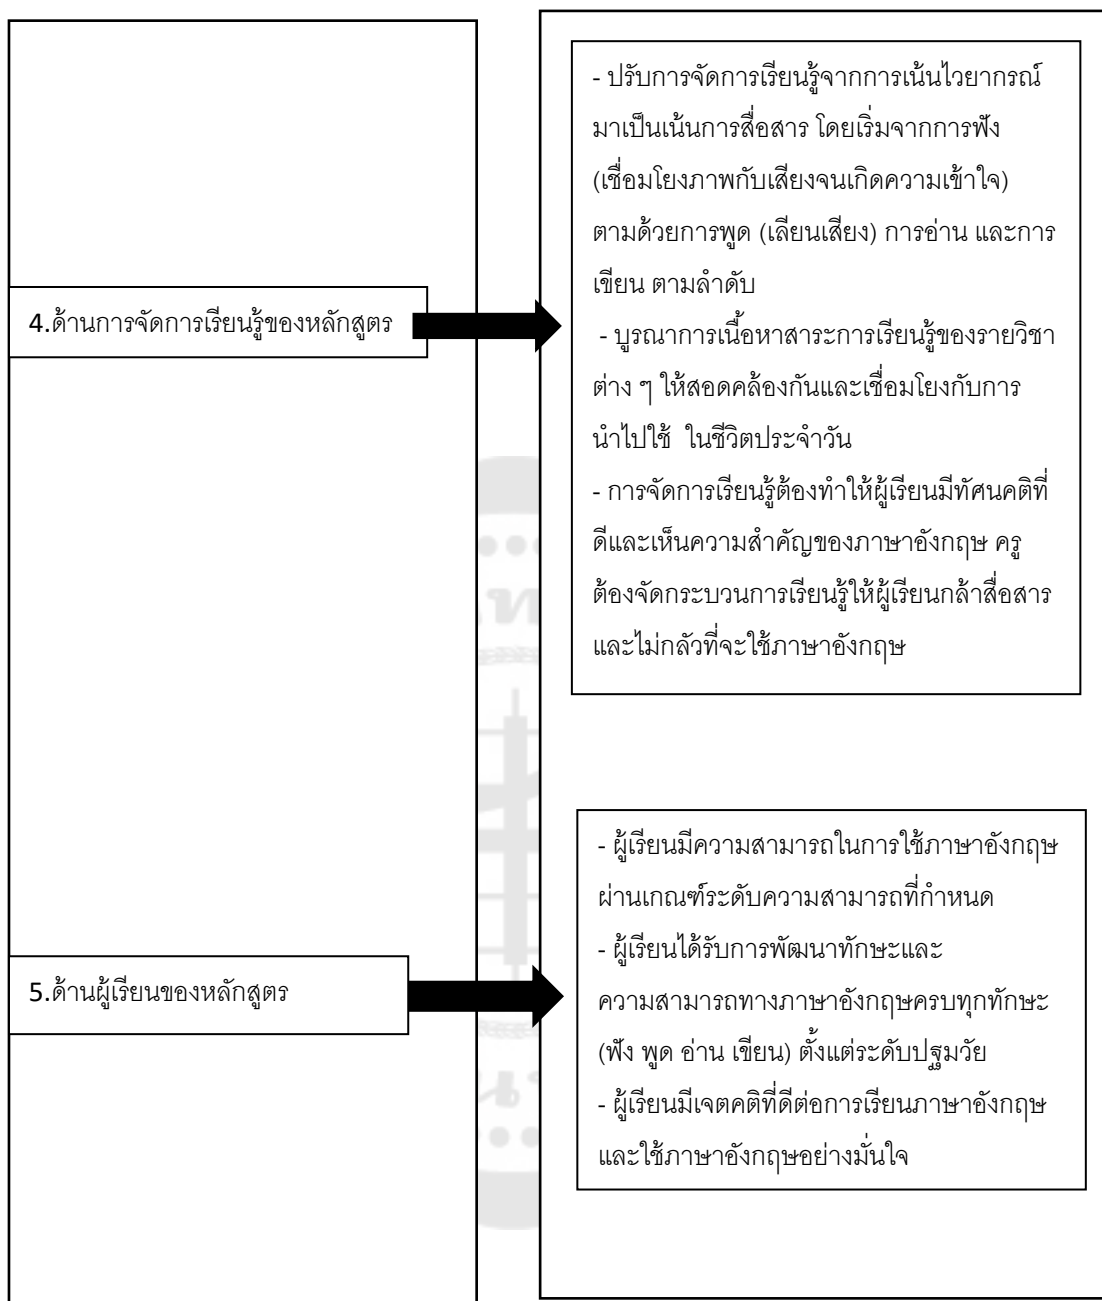 4.ด้านการจัดการเรียนรู้ของหลักสูตร
- ปรับการจัดการเรียนรู้จากการเน้นไวยากรณ์
มาเป็นเน้นการสื่อสาร โดยเริ่มจากการฟัง
(เชื่อมโยงภาพกับเสียงจนเกิดความเข้าใจ)
ตามด้วยการพูด (เลียนเสียง) การอ่าน และการ
เขียน ตามลำดับ
- บูรณาการเนื้อหาสาระการเรียนรู้ของรายวิชา
ต่าง ๆ ให้สอดคล้องกันและเชื่อมโยงกับการ
นำไปใช้ ในชีวิตประจำวัน
- การจัดการเรียนรู้ต้องทำให้ผู้เรียนมีทัศนคติที่
ดีและเห็นความสำคัญของภาษาอังกฤษ ครู
ต้องจัดกระบวนการเรียนรู้ให้ผู้เรียนกล้าสื่อสาร
และไม่กลัวที่จะใช้ภาษาอังกฤษ
5.ด้านผู้เรียนของหลักสูตร
- ผู้เรียนมีความสามารถในการใช้ภาษาอังกฤษ
ผ่านเกณฑ์ระดับความสามารถที่กำหนด
- ผู้เรียนได้รับการพัฒนาทักษะและ
ความสามารถทางภาษาอังกฤษครบทุกทักษะ
(ฟัง พูด อ่าน เขียน) ตั้งแต่ระดับปฐมวัย
- ผู้เรียนมีเจตคติที่ดีต่อการเรียนภาษาอังกฤษ
และใช้ภาษาอังกฤษอย่างมั่นใจ